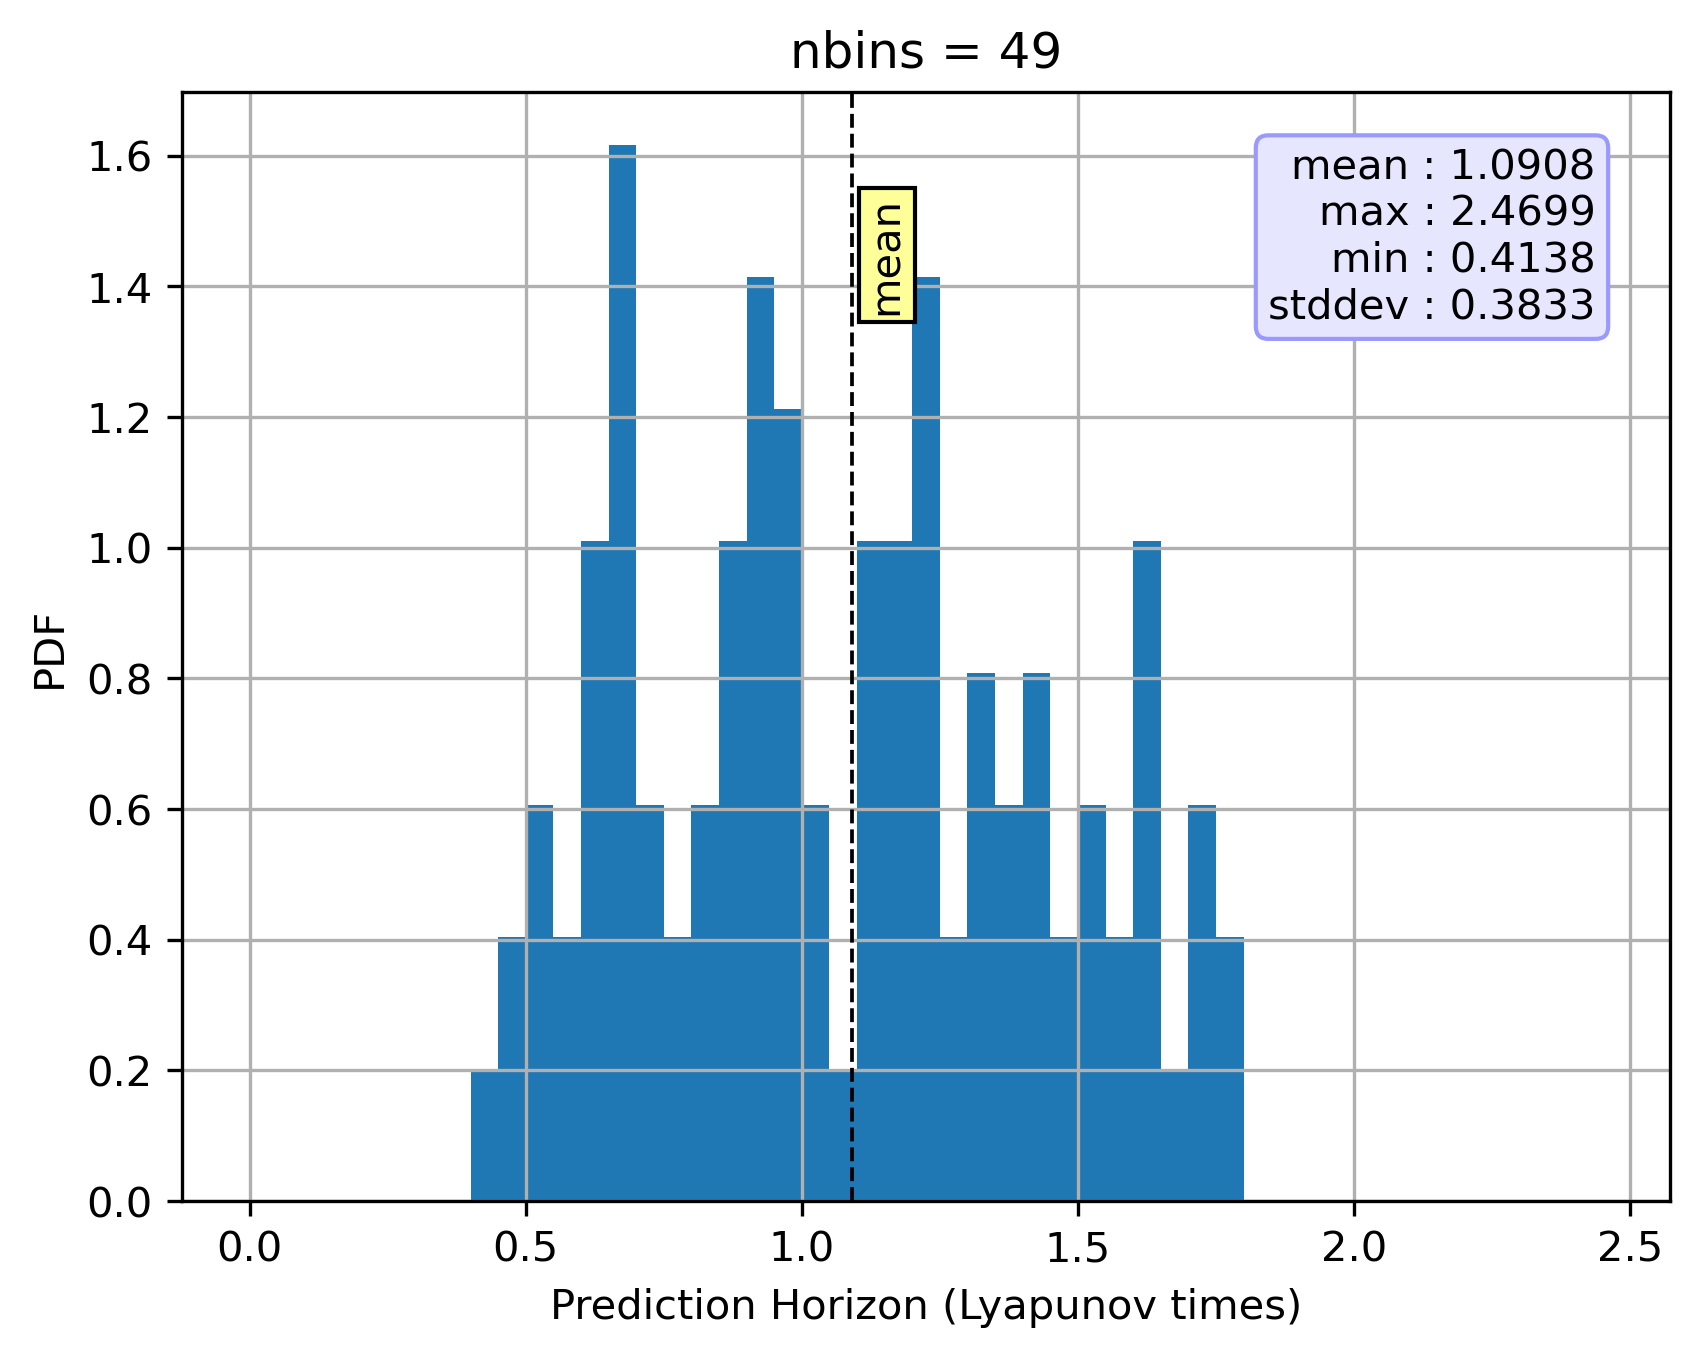 nbins = 49
mean : 1.0908
max : 2.4699
min : 0.4138
stddev : 0.3833
mean
PDF
1.6
1.4
1.2
1.0
0.8
0.6
0.4
0.2
0.0
0.0 0.5 1.0 1.5 2.0 2.5
Prediction Horizon (Lyapunov times)